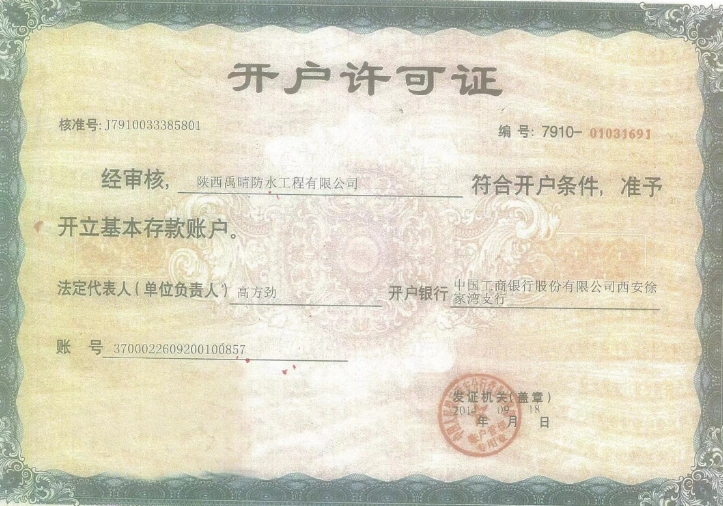 开户许可证
核准号: J7910033385801
编号: 7910- 01031691
经审核, 陕西禹晴防水工程有限公司 符合开户条件, 准予
开立基本存款账户。
法定代表人(单位负责人) 高方劲 开户银行 中国工商银行股份有限公司西安徐
家湾支行
账 号 3700022609200100857
发证机关(盖章)
09 18
年 月 日